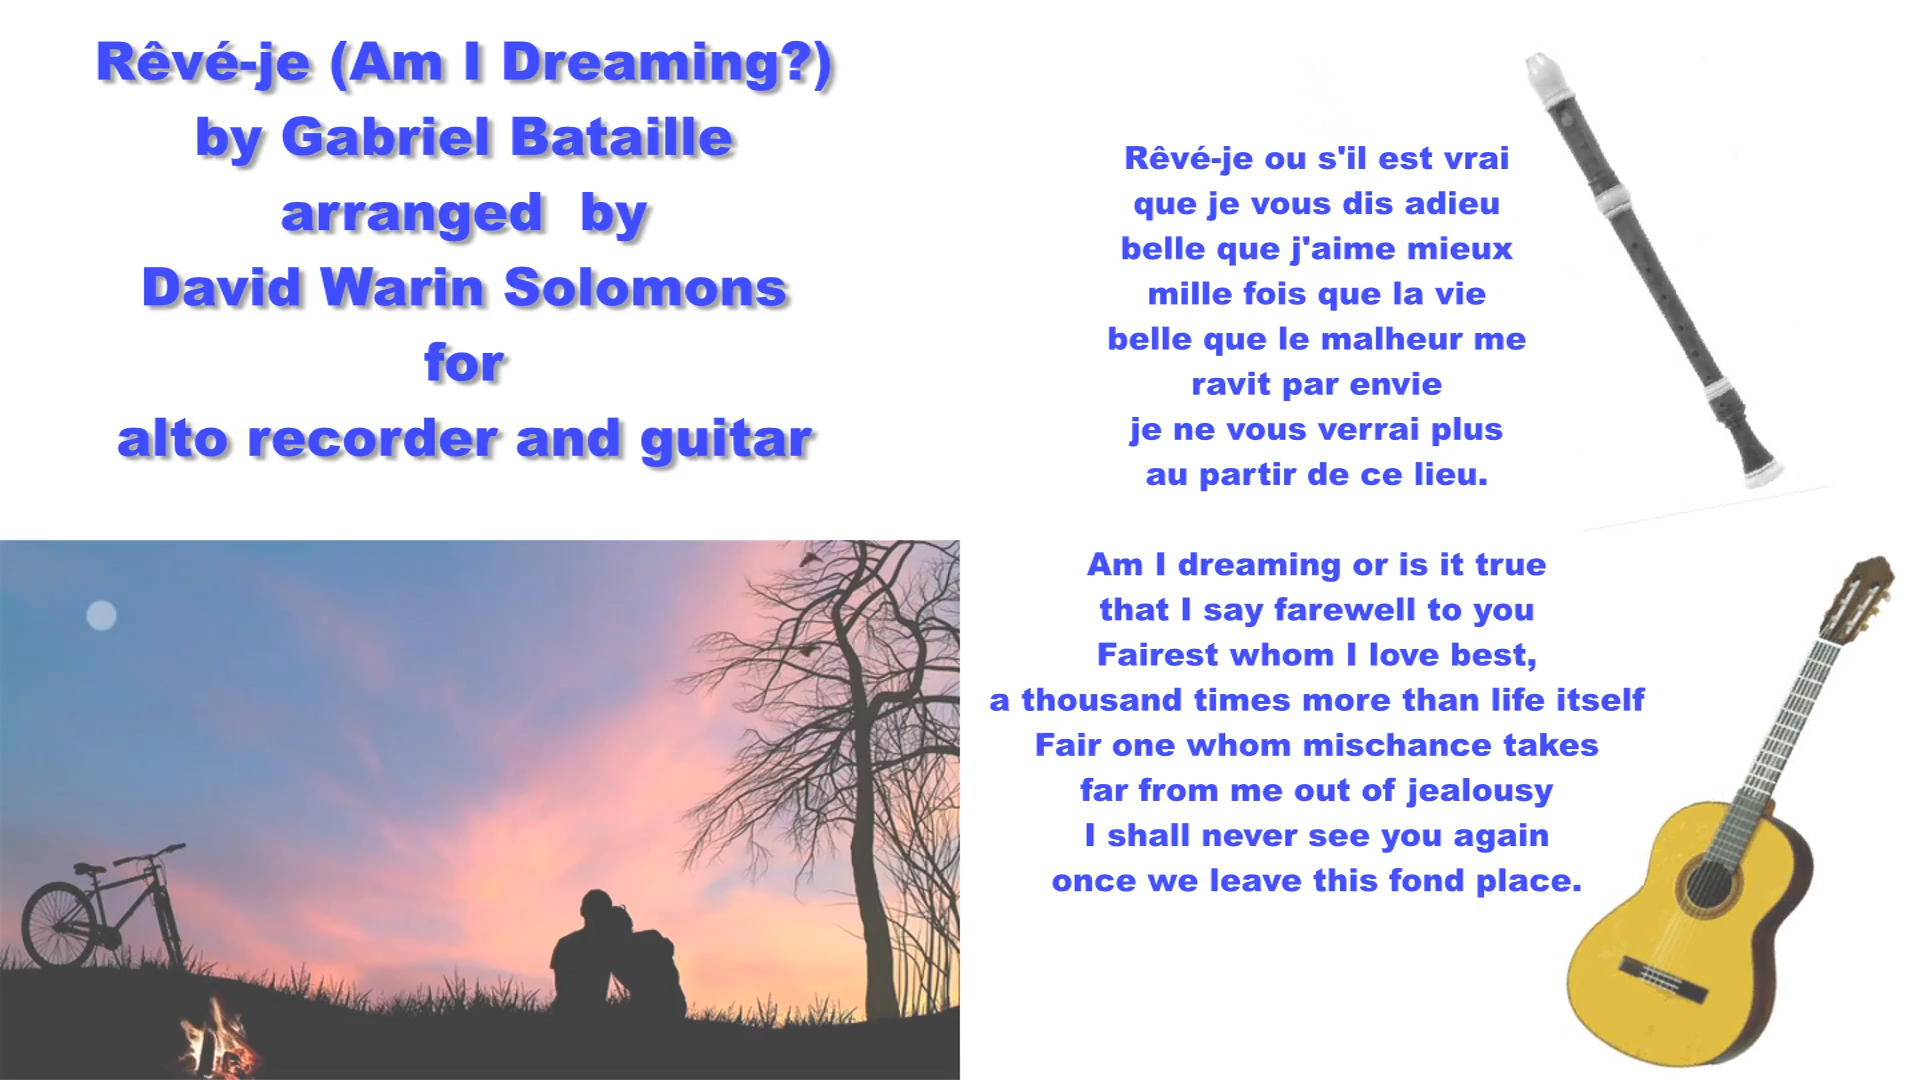 Rêvé-je (Am I Dreaming?)
by Gabriel Bataille
arranged  by
David Warin Solomons
for
alto recorder and guitar
Rêvé-je ou s'il est vrai
que je vous dis adieu
belle que j'aime mieux
mille fois que la vie
belle que le malheur me
ravit par envie
je ne vous verrai plus
au partir de ce lieu.
Am I dreaming or is it true
that I say farewell to you
Fairest whom I love best,
a thousand times more than life itself
Fair one whom mischance takes
far from me out of jealousy
I shall never see you again
once we leave this fond place.